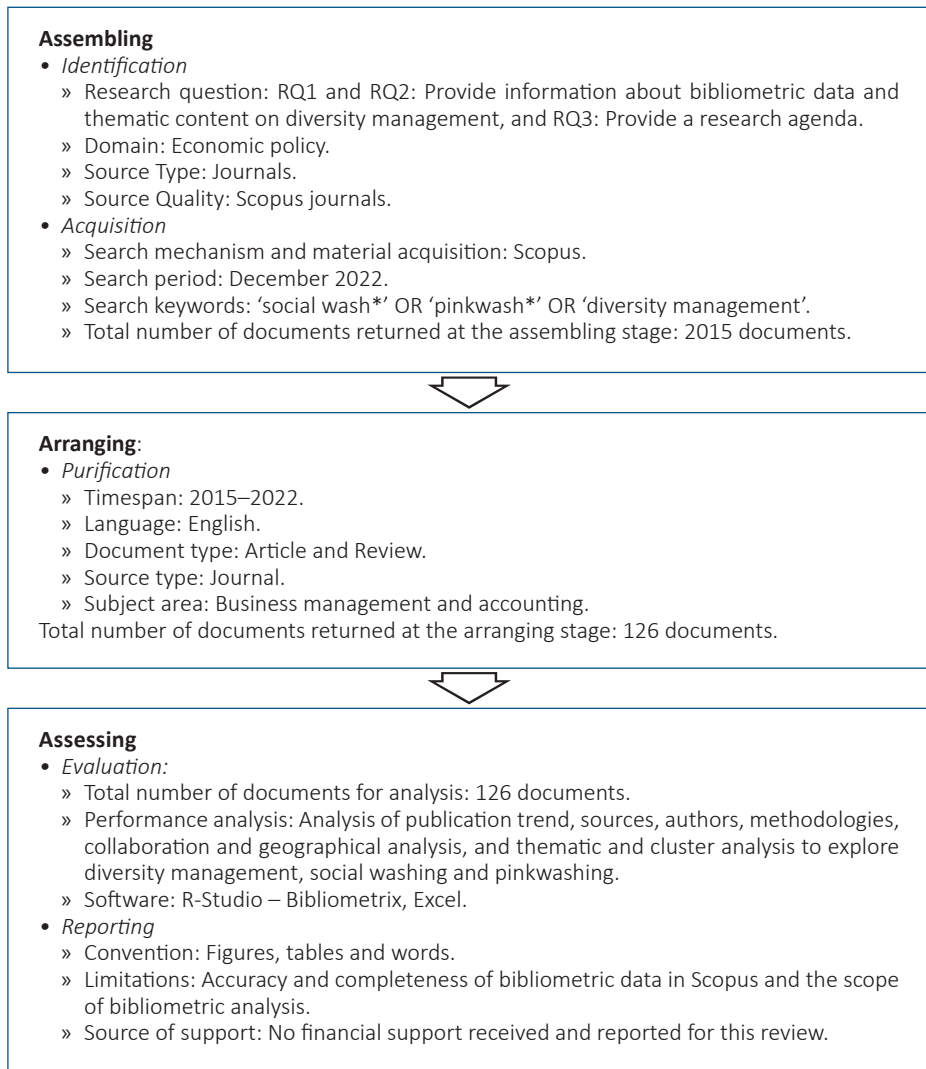 Assembling
• Identification
» Research question: RQ1 and RQ2: Provide information about bibliometric data and
thematic content on diversity management, and RQ3: Provide a research agenda.
» Domain: Economic policy.
» Source Type: Journals.
» Source Quality: Scopus journals.
• Acquisition
» Search mechanism and material acquisition: Scopus.
» Search period: December 2022.
» Search keywords: ‘social wash*’ OR ‘pinkwash*’ OR ‘diversity management’.
» Total number of documents returned at the assembling stage: 2015 documents.
Arranging:
• Purification
» Timespan: 2015–2022.
» Language: English.
» Document type: Article and Review.
» Source type: Journal.
» Subject area: Business management and accounting.
Total number of documents returned at the arranging stage: 126 documents.
Assessing
• Evaluation:
» Total number of documents for analysis: 126 documents.
» Performance analysis: Analysis of publication trend, sources, authors, methodologies,
collaboration and geographical analysis, and thematic and cluster analysis to explore
diversity management, social washing and pinkwashing.
» Software: R-Studio – Bibliometrix, Excel.
• Reporting
» Convention: Figures, tables and words.
» Limitations: Accuracy and completeness of bibliometric data in Scopus and the scope
of bibliometric analysis.
» Source of support: No financial support received and reported for this review.